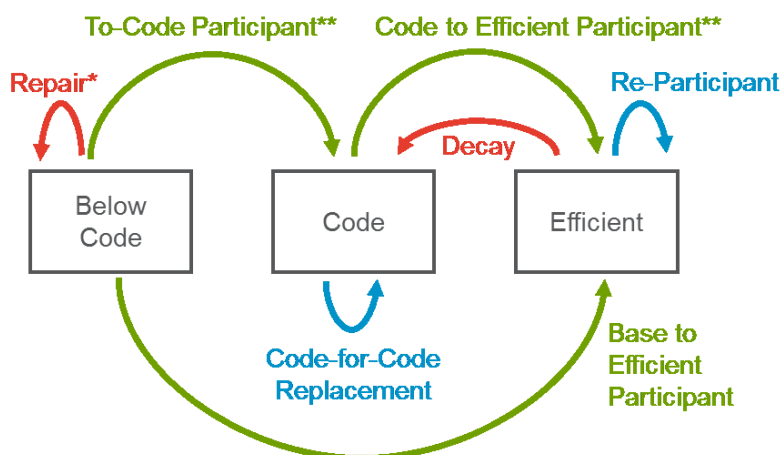 To-Code Participant**
Code to Efficient Participant**
Repair*
Re-Participant
Decay
Below
Code
Code
Efficient
Code-for-Code
Replacement
Base to
Efficient
Participant